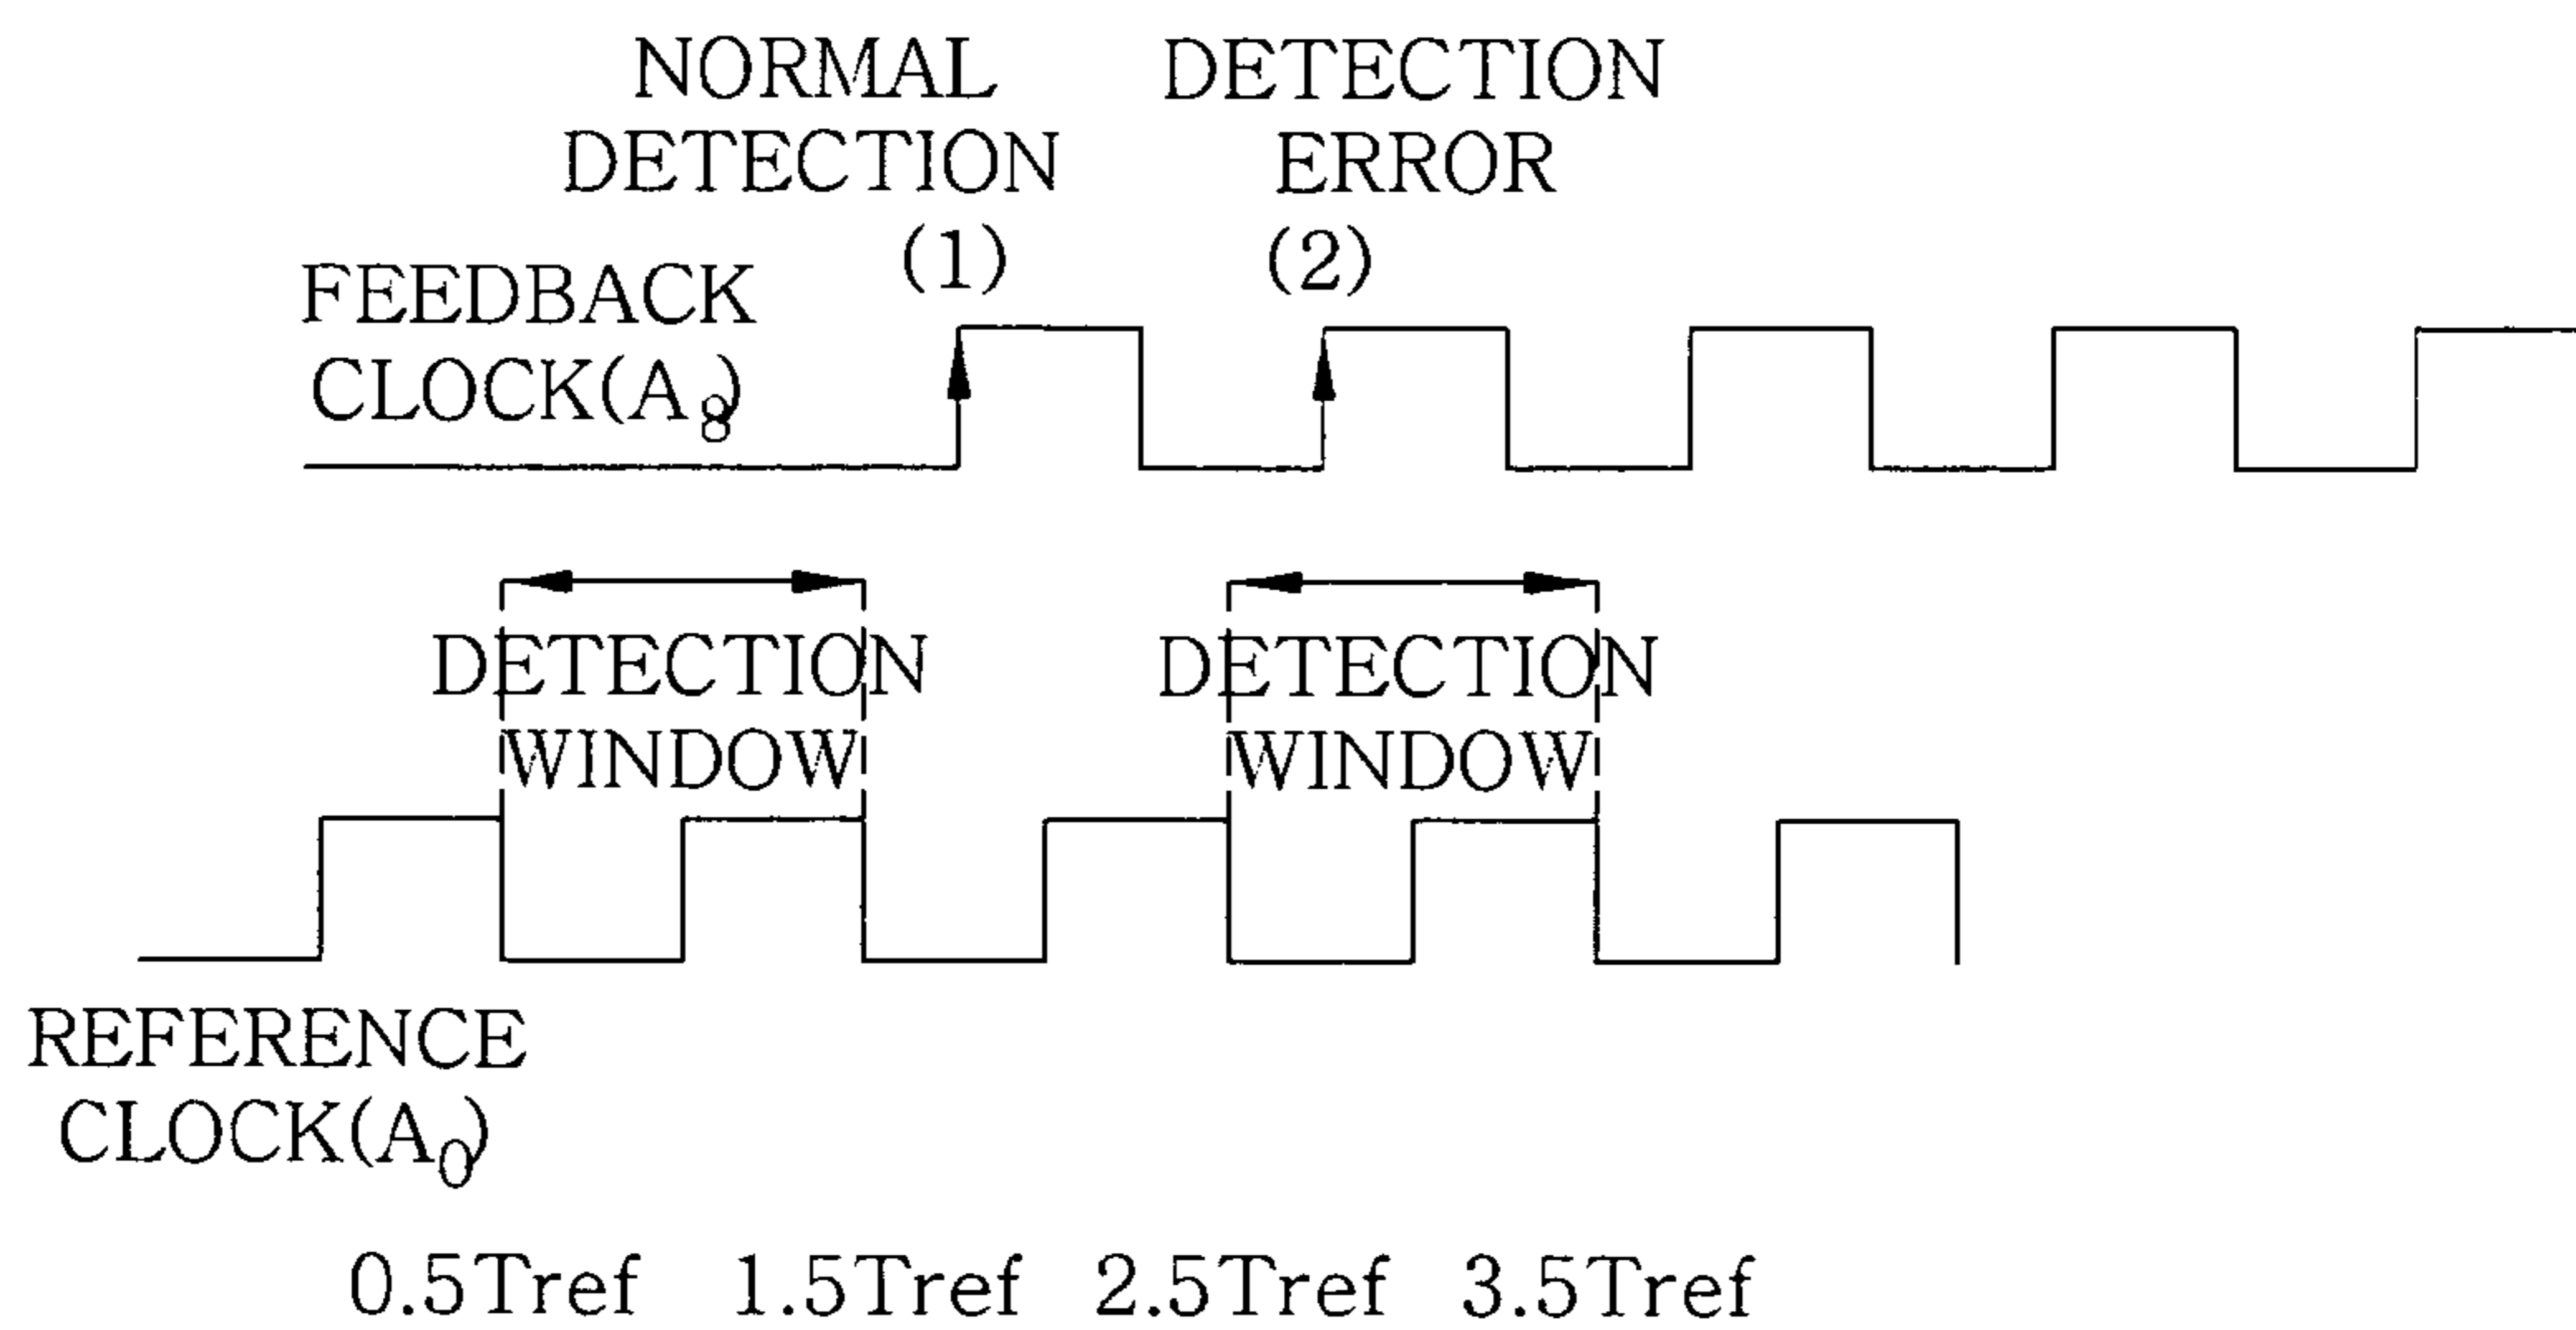 NORMAL
DETECTION
(1)
DETECTION
ERROR
(2)
FEEDBACK
CLOCK(A8)
DETECTION
WINDOW
DETECTION
WINDOW
REFERENCE
CLOCK(A0)
0.5Tref 1.5Tref 2.5Tref 3.5Tref